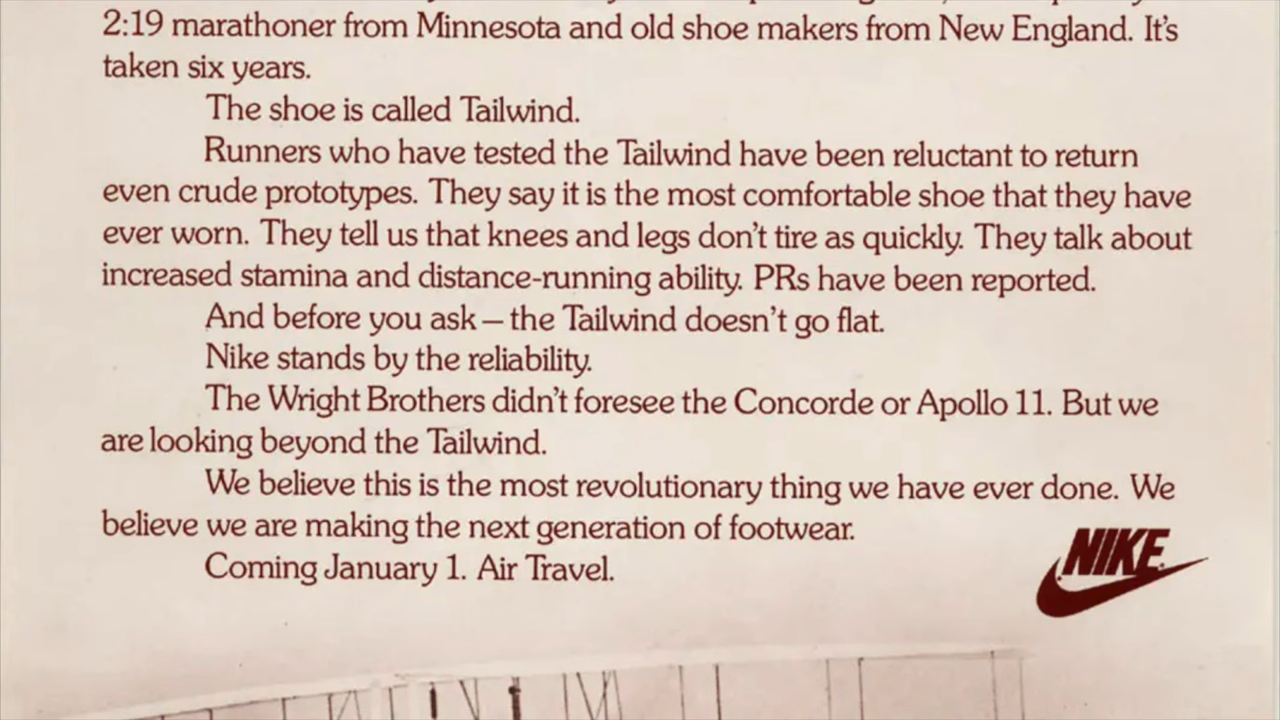 2:19 marathoner from Minnesota and old shoe makers from New England. It's
taken six years.
The shoe is called Tailwind.
Runners who have tested the Tailwind have been reluctant to return
even crude prototypes. They say it is the most comfortable shoe that they have
ever worn. They tell us that knees and legs don't tire as quickly. They talk about
increased stamina and distance-running ability. PRs have been reported.
And before you ask – the Tailwind doesn't go flat.
Nike stands by the reliability.
The Wright Brothers didn't foresee the Concorde or Apollo 11. But we
are looking beyond the Tailwind.
We believe this is the most revolutionary thing we have ever done. We
believe we are making the next generation of footwear.
Coming January 1. Air Travel.
NIKE